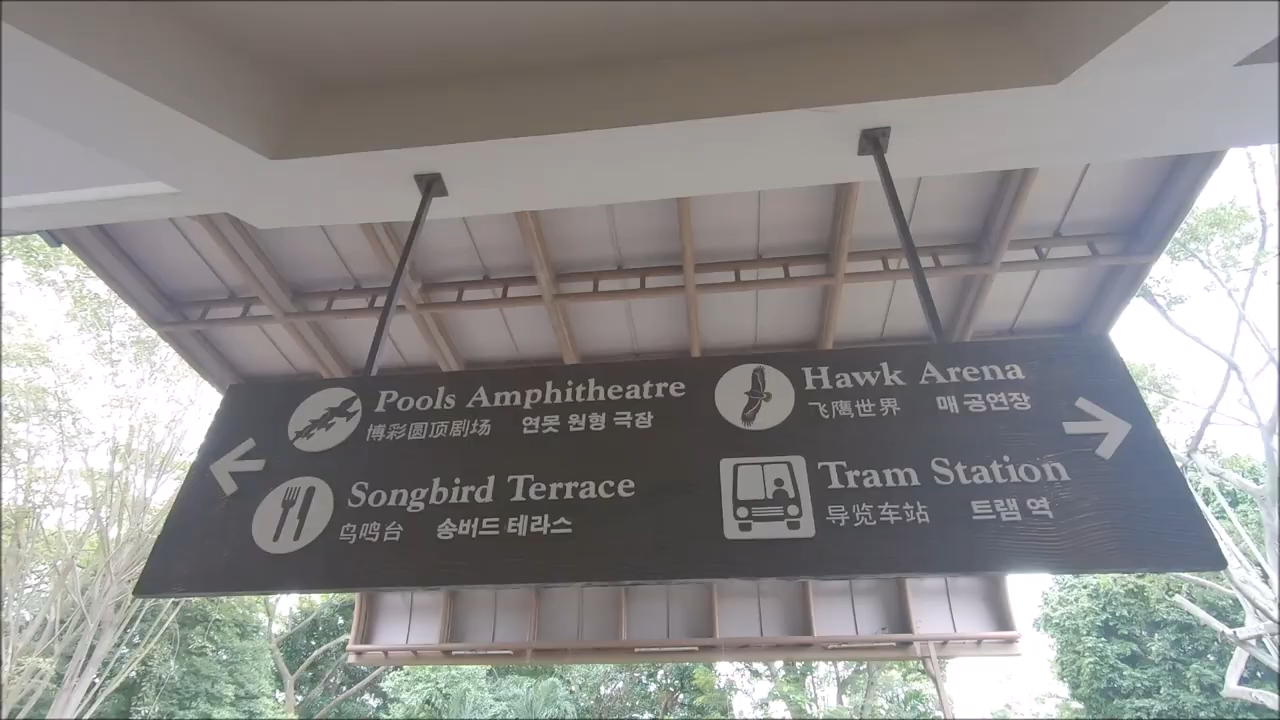 Pools Amphitheatre
博彩圆顶剧场 연못 원형 극장
Songbird Terrace
鸟鸣台 송버드 테라스
Hawk Arena
飞鹰世界 매 공연장
Tram Station
导览车站 트램 역